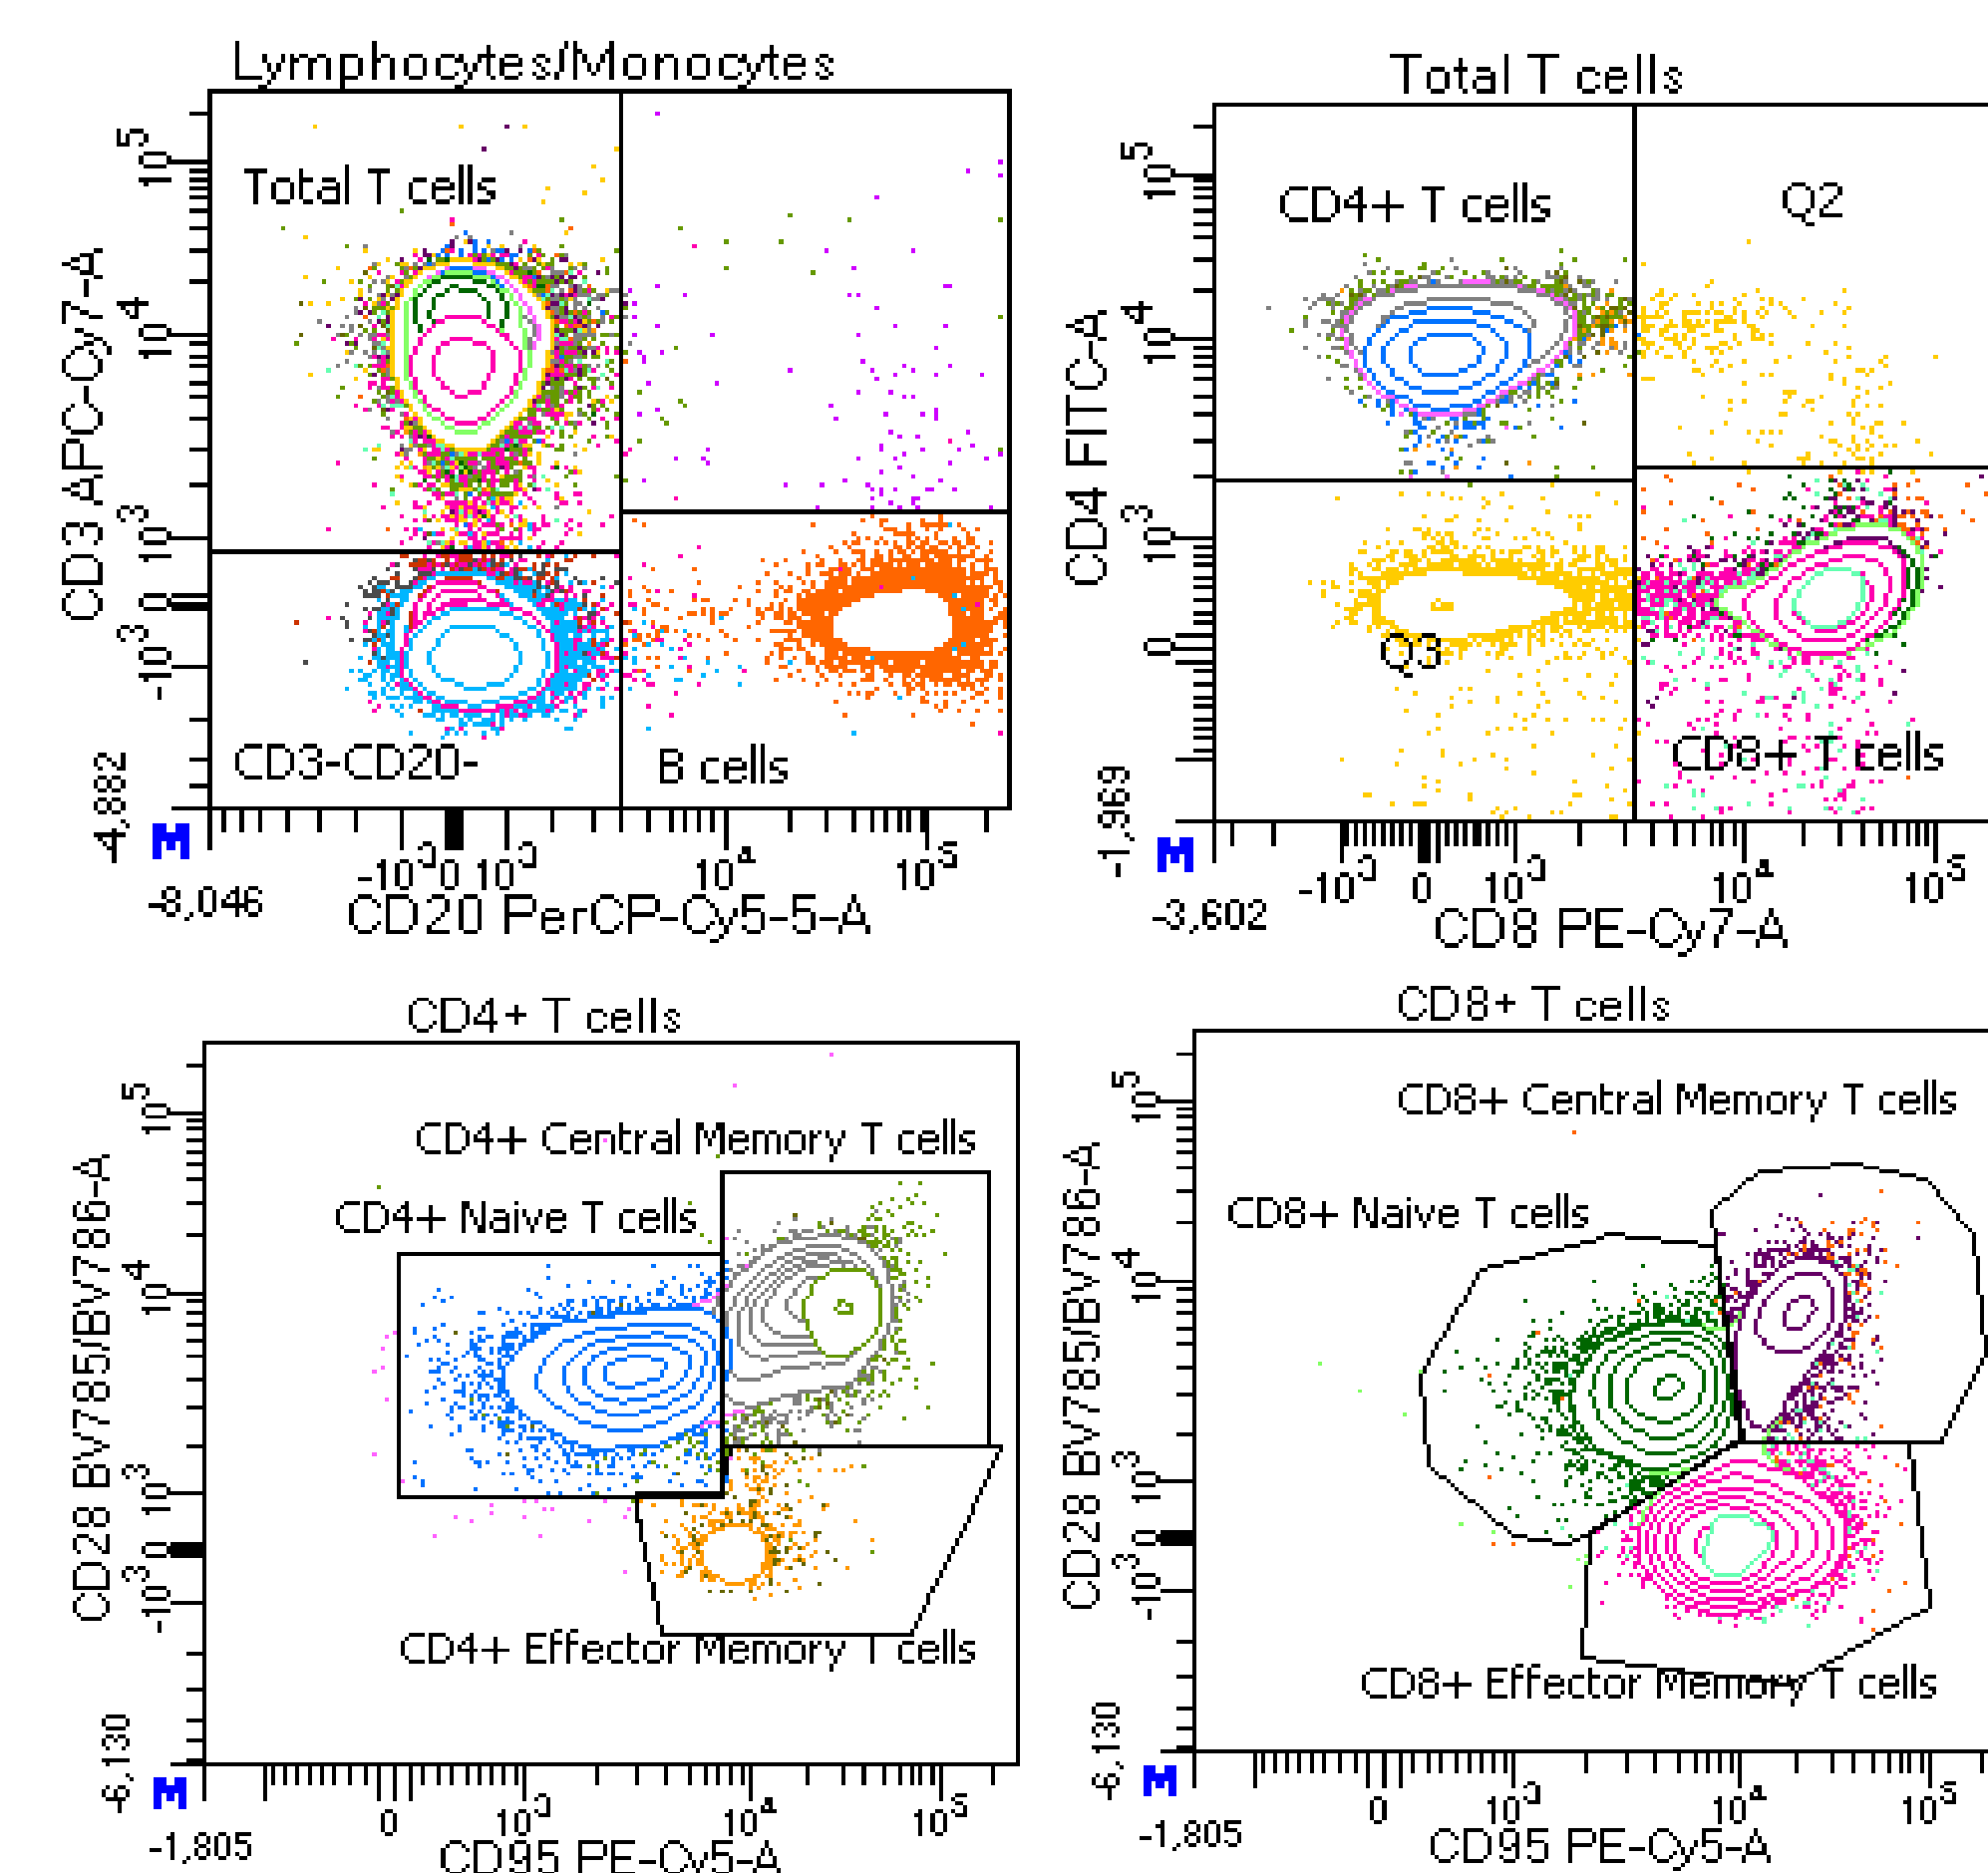 Lymphocytes/Monocytes
CD3 APC-Cy7-A
10^5
10^4
10^3
0
-10^3
-4,882
Total T cells
CD3-CD20-
B cells
M
-8,046
-10^3 0 10^3 10^4 10^5
CD20 PerCP-Cy5-5-A
Total T cells
CD4 FITC-A
10^5
10^4
10^3
0
-1,969
CD4+ T cells
Q2
Q3
CD8+ T cells
M
-3,602
-10^3 0 10^3 10^4 10^5
CD8 PE-Cy7-A
CD4+ T cells
CD28 BV785/BV786-A
10^5
10^4
10^3
0
-10^3
-6,130
CD4+ Central Memory T cells
CD4+ Naive T cells
CD4+ Effector Memory T cells
M
-1,805
0 10^3 10^4 10^5
CD95 PE-Cy5-A
CD8+ T cells
CD28 BV785/BV786-A
10^5
10^4
10^3
0
-10^3
-6,130
CD8+ Central Memory T cells
CD8+ Naive T cells
CD8+ Effector Memory T cells
M
-1,805
0 10^3 10^4 10^5
CD95 PE-Cy5-A